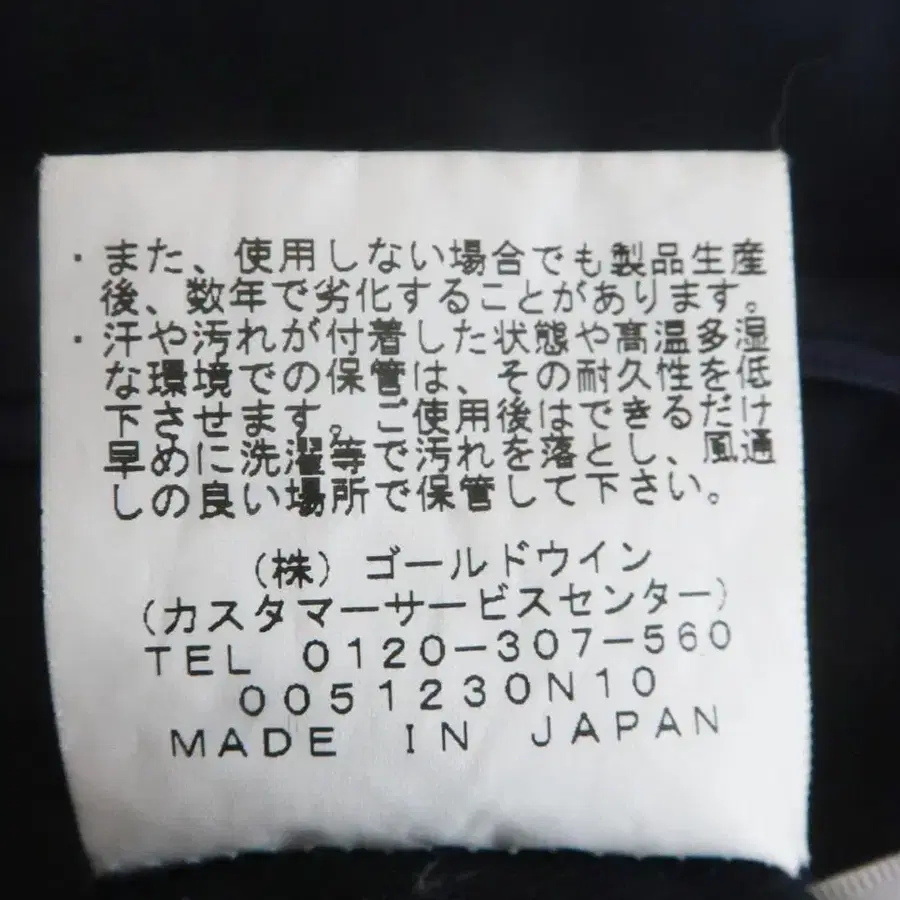 ・また、使用しない場合でも製品生産
後、数年で劣化することがあります。
・汗や汚れが付着した状態や高温多湿
な環境での保管は、その耐久性を低
下させます。ご使用後はできるだけ
早めに洗濯等で汚れを落とし、風通
しの良い場所で保管して下さい。
(株) ゴールドウイン
(カスタマーサービスセンター)
TEL 0120-307-560
0051230N10
MADE IN JAPAN